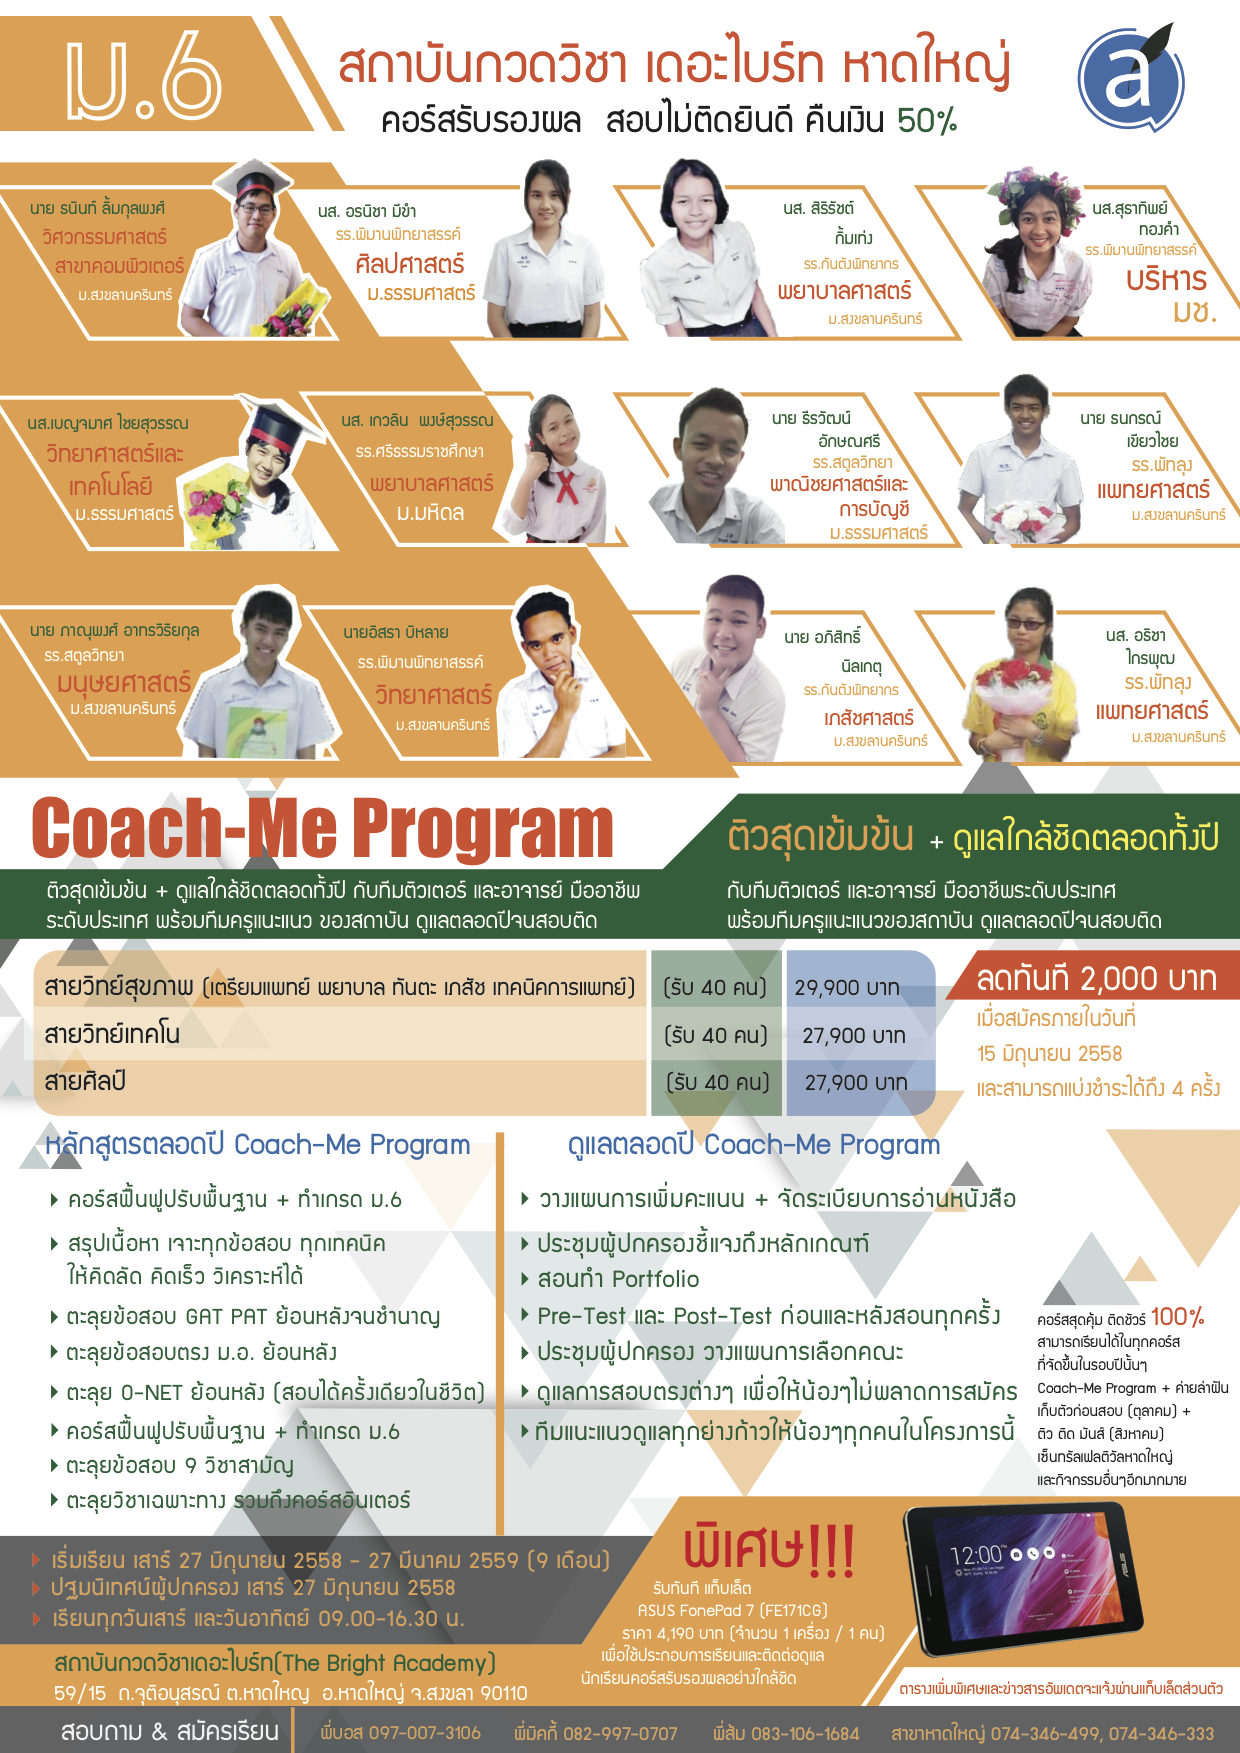 ม.6
สถาบันกวดวิชา เดอะไบร์ท หาดใหญ่
คอร์สรับรองผล สอบไม่ติดยินดี คืนเงิน 50%
a
นาย ธนินท์ ลิ้มกุลพงศ์
วิศวกรรมศาสตร์
สาขาคอมพิวเตอร์
ม.สงขลานครินทร์
นส. อรนิชา มีขำ
รร.พิมานพิทยาสรรค์
ศิลปศาสตร์
ม.ธรรมศาสตร์
นส. สิริรัชต์
กิ้มเท่ง
รร.กันตังพิทยากร
พยาบาลศาสตร์
ม.สงขลานครินทร์
นส.สุธาทิพย์
ทองคำ
รร.พิมานพิทยาสรรค์
บริหาร
มช.
นส.เบญจมาศ ไชยสุวรรณ
วิทยาศาสตร์และ
เทคโนโลยี
ม.ธรรมศาสตร์
นส. เกวลิน พงษ์สุวรรณ
รร.ศรีธรรมราชศึกษา
พยาบาลศาสตร์
ม.มหิดล
นาย ธีรวัฒน์
อักษณศรี
รร.สตูลวิทยา
พาณิชยศาสตร์และ
การบัญชี
ม.ธรรมศาสตร์
นาย ธนกรณ์
เขียวไชย
รร.พัทลุง
แพทยศาสตร์
ม.สงขลานครินทร์
นาย ภาณุพงศ์ อาทรวิริยกุล
รร.สตูลวิทยา
มนุษยศาสตร์
ม.สงขลานครินทร์
นายอิสรา บิหลาย
รร.พิมานพิทยาสรรค์
วิทยาศาสตร์
ม.สงขลานครินทร์
นาย อภิสิทธิ์
นิลเกตุ
รร.กันตังพิทยากร
เภสัชศาสตร์
ม.สงขลานครินทร์
นส. อธิชา
ไกรพุฒ
รร.พัทลุง
แพทยศาสตร์
ม.สงขลานครินทร์
Coach-Me Program
ติวสุดเข้มข้น + ดูแลใกล้ชิดตลอดทั้งปี
ติวสุดเข้มข้น + ดูแลใกล้ชิดตลอดทั้งปี กับทีมติวเตอร์ และอาจารย์ มืออาชีพ
ระดับประเทศ พร้อมทีมครูแนะแนว ของสถาบัน ดูแลตลอดปีจนสอบติด
กับทีมติวเตอร์ และอาจารย์ มืออาชีพระดับประเทศ
พร้อมทีมครูแนะแนวของสถาบัน ดูแลตลอดปีจนสอบติด
สายวิทย์สุขภาพ (เตรียมแพทย์ พยาบาล ทันตะ เภสัช เทคนิคการแพทย์) (รับ 40 คน) 29,900 บาท
สายวิทย์เทคโน (รับ 40 คน) 27,900 บาท
สายศิลป์ (รับ 40 คน) 27,900 บาท
ลดทันที 2,000 บาท
เมื่อสมัครภายในวันที่
15 มิถุนายน 2558
และสามารถแบ่งชำระได้ถึง 4 ครั้ง
หลักสูตรตลอดปี Coach-Me Program
คอร์สฟื้นฟูปรับพื้นฐาน + ทำเกรด ม.6
สรุปเนื้อหา เจาะทุกข้อสอบ ทุกเทคนิค
ให้คิดลัด คิดเร็ว วิเคราะห์ได้
ตะลุยข้อสอบ GAT PAT ย้อนหลังจนชำนาญ
ตะลุยข้อสอบตรง ม.อ. ย้อนหลัง
ตะลุย O-NET ย้อนหลัง (สอบได้ครั้งเดียวในชีวิต)
คอร์สฟื้นฟูปรับพื้นฐาน + ทำเกรด ม.6
ตะลุยข้อสอบ 9 วิชาสามัญ
ตะลุยวิชาเฉพาะทาง รวมถึงคอร์สอินเตอร์
ดูแลตลอดปี Coach-Me Program
วางแผนการเพิ่มคะแนน + จัดระเบียบการอ่านหนังสือ
ประชุมผู้ปกครองชี้แจงถึงหลักเกณฑ์
สอนทำ Portfolio
Pre-Test และ Post-Test ก่อนและหลังสอนทุกครั้ง
ประชุมผู้ปกครอง วางแผนการเลือกคณะ
ดูแลการสอบตรงต่างๆ เพื่อให้น้องๆไม่พลาดการสมัคร
ทีมแนะแนวดูแลทุกย่างก้าวให้น้องๆทุกคนในโครงการนี้
คอร์สสุดคุ้ม ติดชัวร์ 100%
สามารถเรียนได้ในทุกคอร์ส
ที่จัดขึ้นในรอบปีนั้นๆ
Coach-Me Program + ค่ายล่าฝัน
เก็บตัวก่อนสอบ (ตุลาคม) +
ติว ติด มันส์ (สิงหาคม)
เซ็นทรัลเฟสติวัลหาดใหญ่
และกิจกรรมอื่นๆอีกมากมาย
เริ่มเรียน เสาร์ 27 มิถุนายน 2558 - 27 มีนาคม 2559 (9 เดือน)
ปฐมนิเทศน์ผู้ปกครอง เสาร์ 27 มิถุนายน 2558
เรียนทุกวันเสาร์ และวันอาทิตย์ 09.00-16.30 น.
พิเศษ!!!
รับทันที แท็บเล็ต
ASUS FonePad 7 (FE171CG)
ราคา 4,190 บาท (จำนวน 1 เครื่อง / 1 คน)
เพื่อใช้ประกอบการเรียนและติดต่อดูแล
นักเรียนคอร์สรับรองผลอย่างใกล้ชิด
12:00
ASUS
ตารางเพิ่มพิเศษและข่าวสารอัพเดตจะแจ้งผ่านแท็บเล็ตส่วนตัว
สถาบันกวดวิชาเดอะไบร์ท(The Bright Academy)
59/15 ถ.จุติอนุสรณ์ ต.หาดใหญ อ.หาดใหญ่ จ.สงขลา 90110
สอบถาม & สมัครเรียน พี่บอส 097-007-3106 พี่มิคกี้ 082-997-0707 พี่ส้ม 083-106-1684 สาขาหาดใหญ่ 074-346-499, 074-346-333